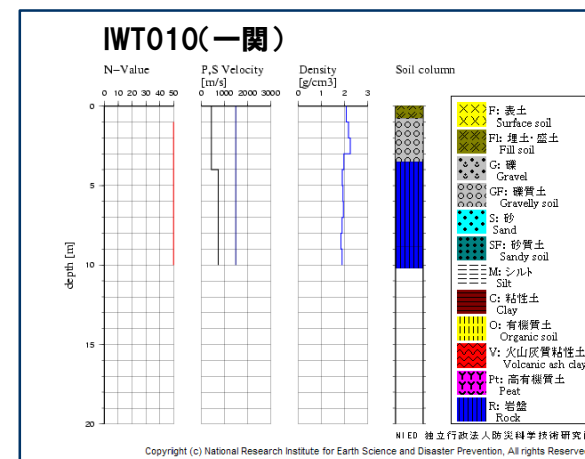 IWT010(一関)
N-Value
P,S Velocity
[m/s]
Density
[g/cm3]
Soil column
0 10 20 30 40 50
0 1000 2000 3000
0 1 2 3
0
5
10
15
20
depth [m]
F: 表土
Surface soil
Fl: 埋土・盛土
Fill soil
G: 礫
Gravel
GF: 礫質土
Gravelly soil
S: 砂
Sand
SF: 砂質土
Sandy soil
M: シルト
Silt
C: 粘性土
Clay
O: 有機質土
Organic soil
V: 火山灰質粘性土
Volcanic ash clay
Pt: 高有機質土
Peat
R: 岩盤
Rock
NIED 独立行政法人防災科学技術研究
Copyright (c) National Research Institute for Earth Science and Disaster Prevention, All rights Reserve